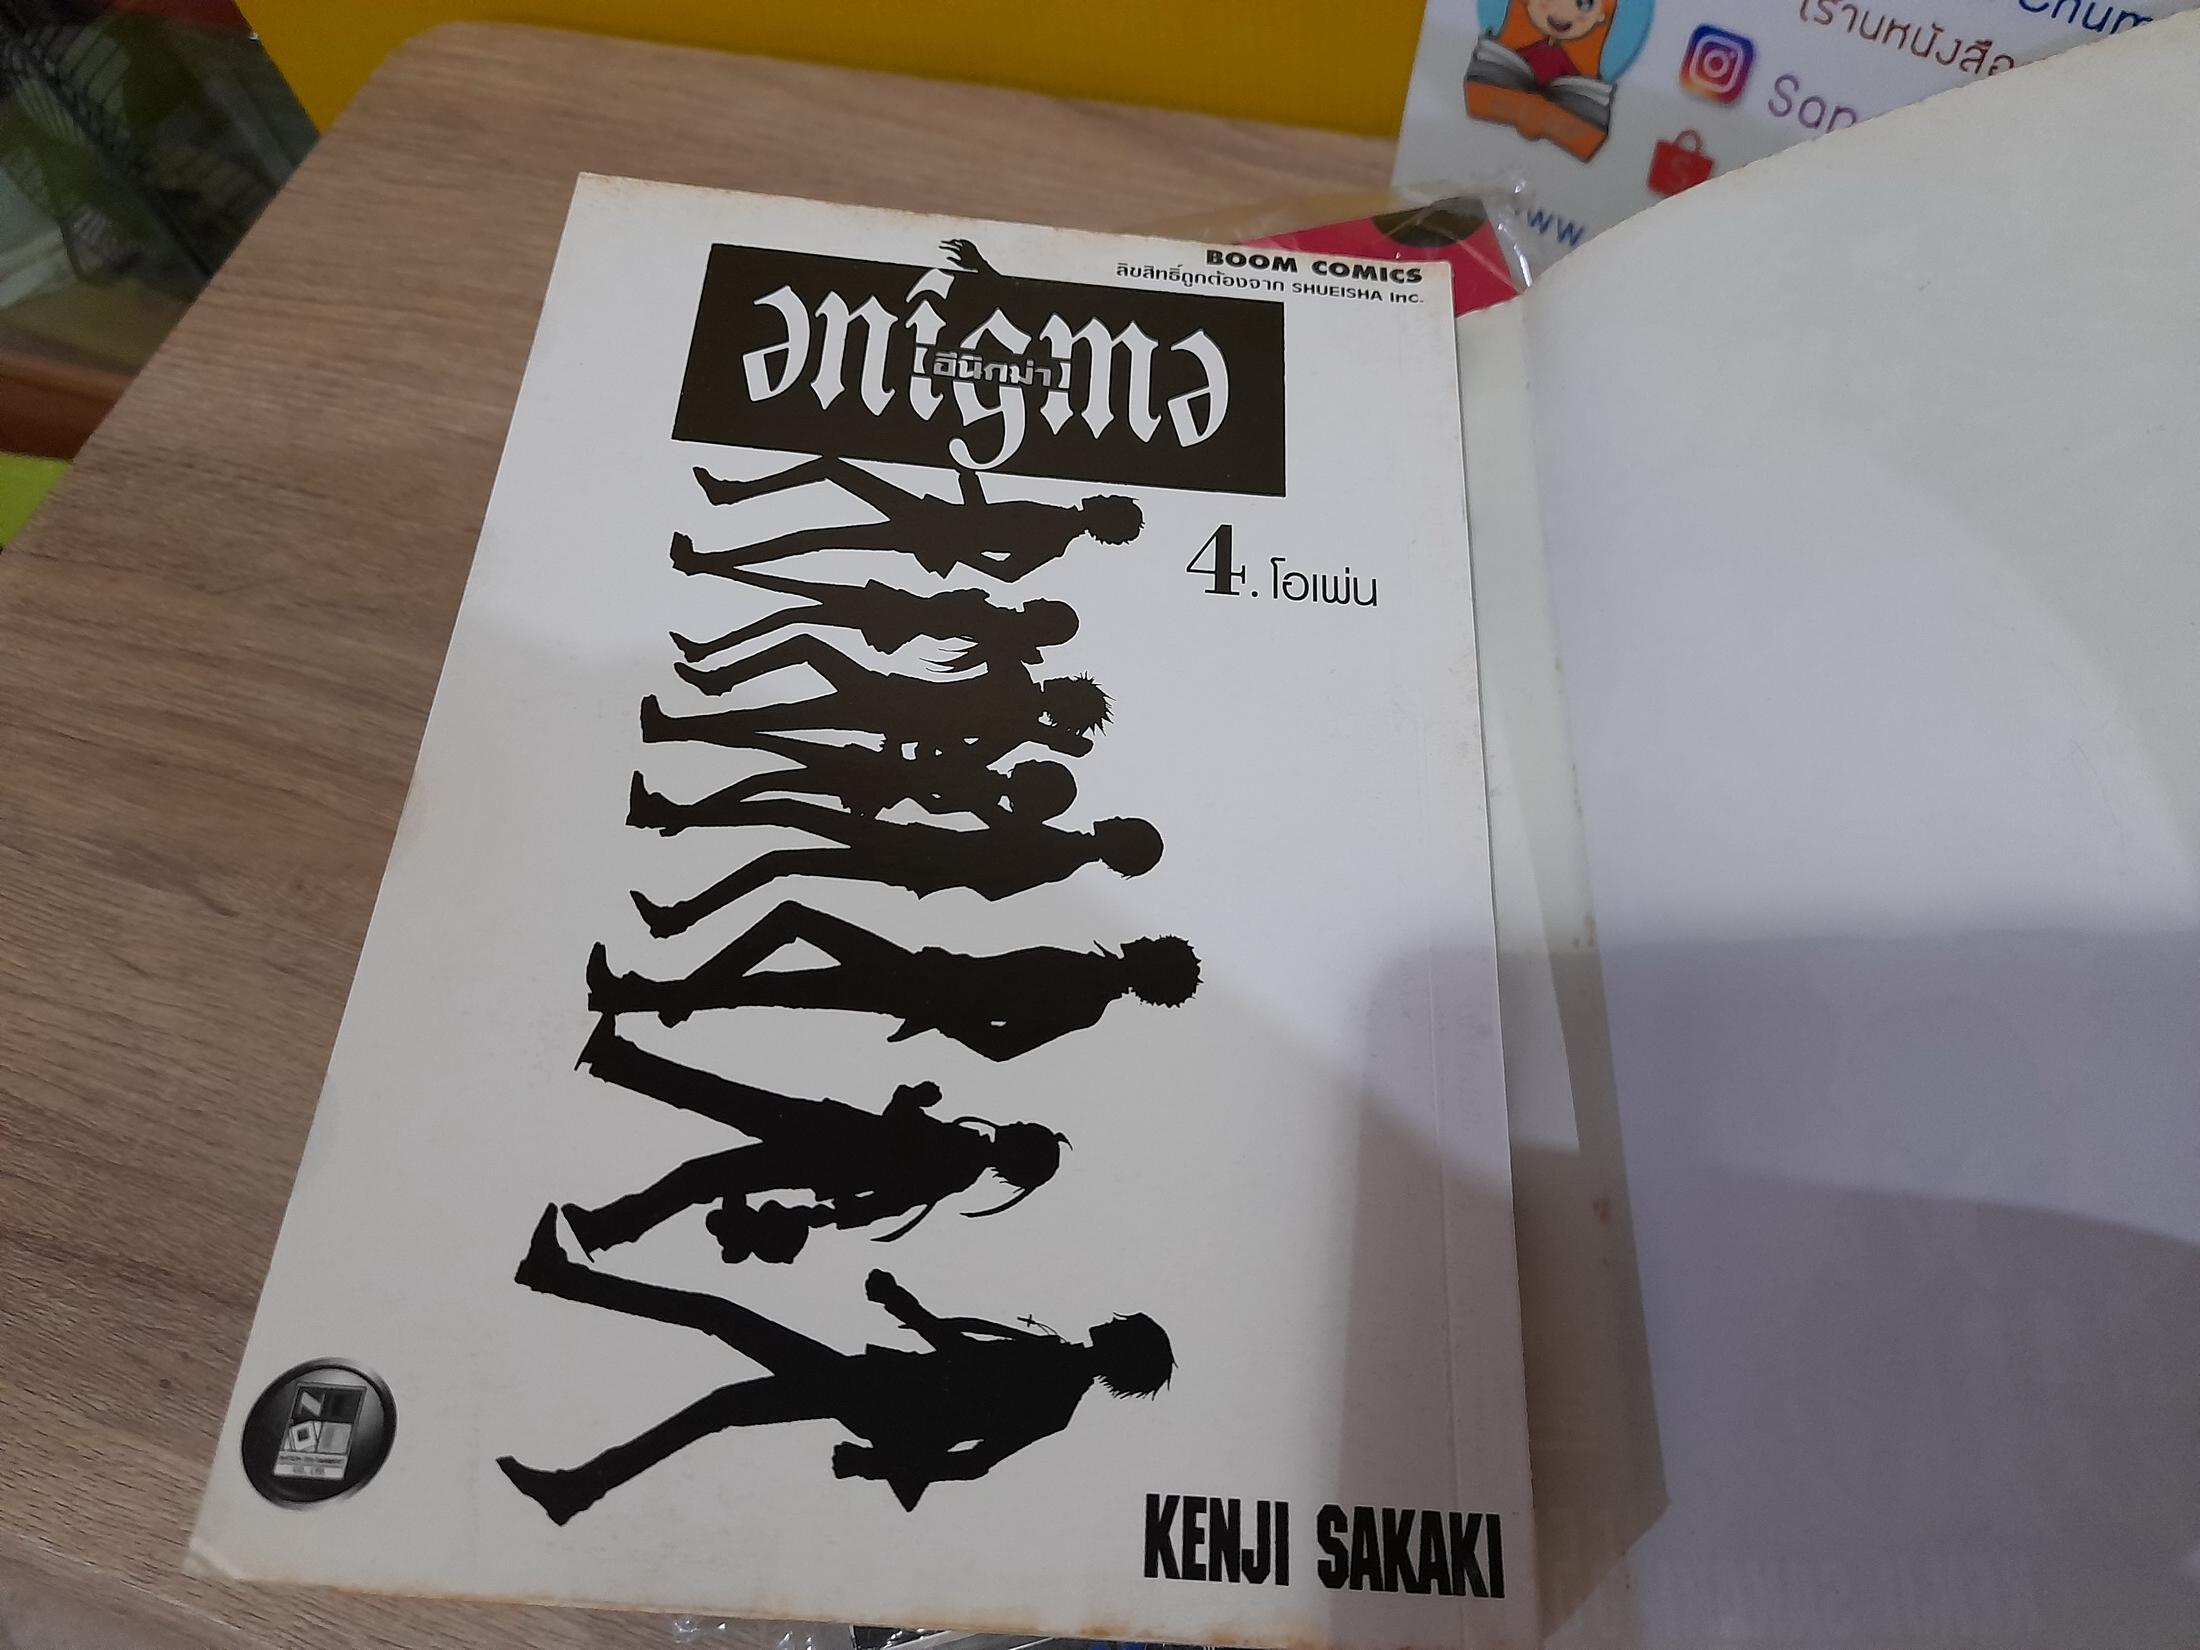 BOOM COMICS
ลิขสิทธิ์ถูกต้องจาก SHUEISHA Inc.
ənigmə
[อีนิกม่า]
4. โอเพ่น
KENJI SAKAKI
ร้านหนังสือ